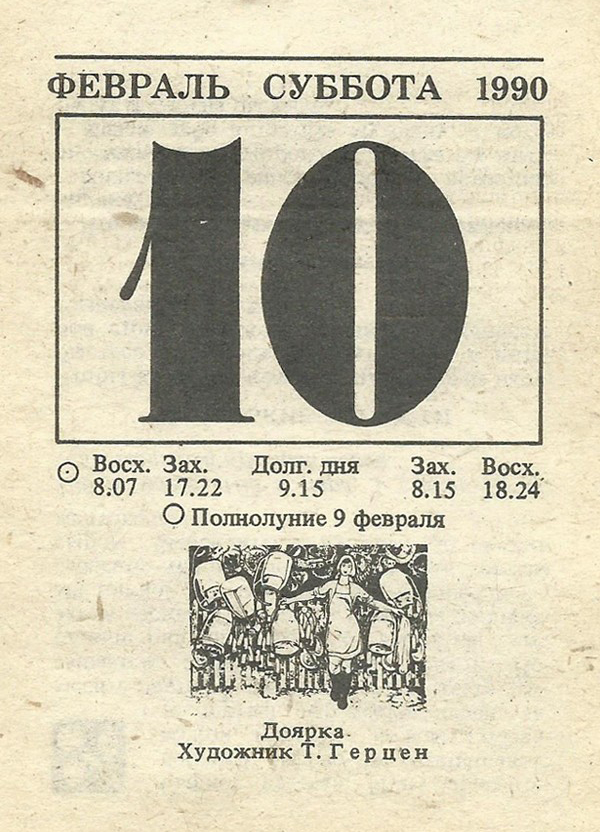 ФЕВРАЛЬ СУББОТА 1990
10
Восх. Зах. Долг. дня Зах. Восх.
8.07 17.22 9.15 8.15 18.24
Полнолуние 9 февраля
Доярка
Художник Т. Герцен